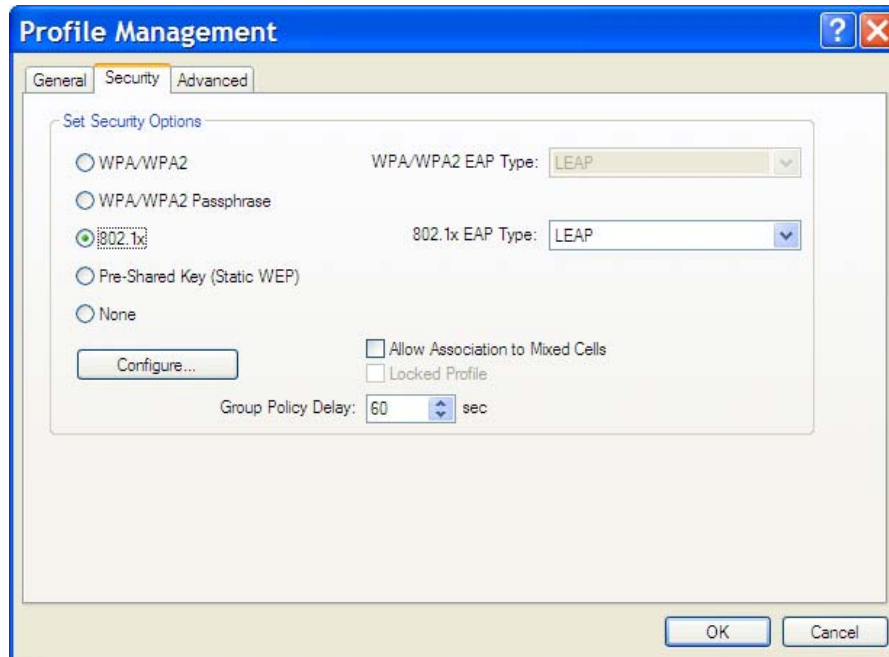 Profile Management
General Security Advanced
Set Security Options
WPA/WPA2 WPA/WPA2 EAP Type: LEAP
WPA/WPA2 Passphrase
802.1x 802.1x EAP Type: LEAP
Pre-Shared Key (Static WEP)
None
Allow Association to Mixed Cells
Configure...
Locked Profile
Group Policy Delay: 60 sec
OK Cancel